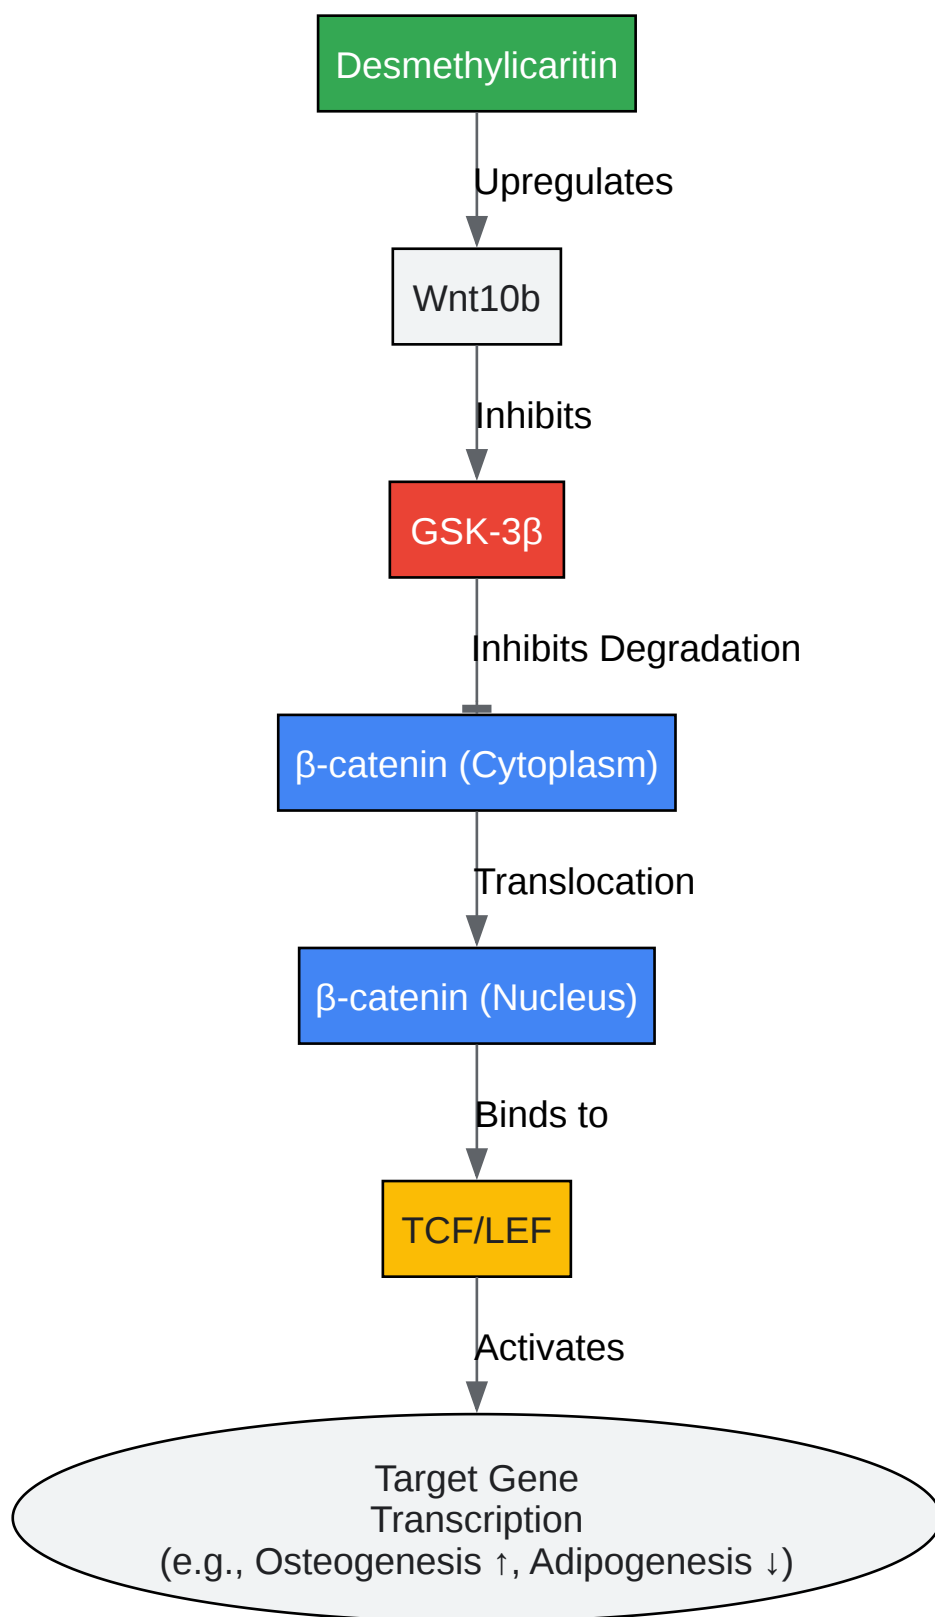 Desmethylicaritin
Upregulates
Wnt10b
Inhibits
GSK-3β
Inhibits Degradation
β-catenin (Cytoplasm)
Translocation
β-catenin (Nucleus)
Binds to
TCF/LEF
Activates
Target Gene
Transcription
(e.g., Osteogenesis ↑, Adipogenesis ↓)